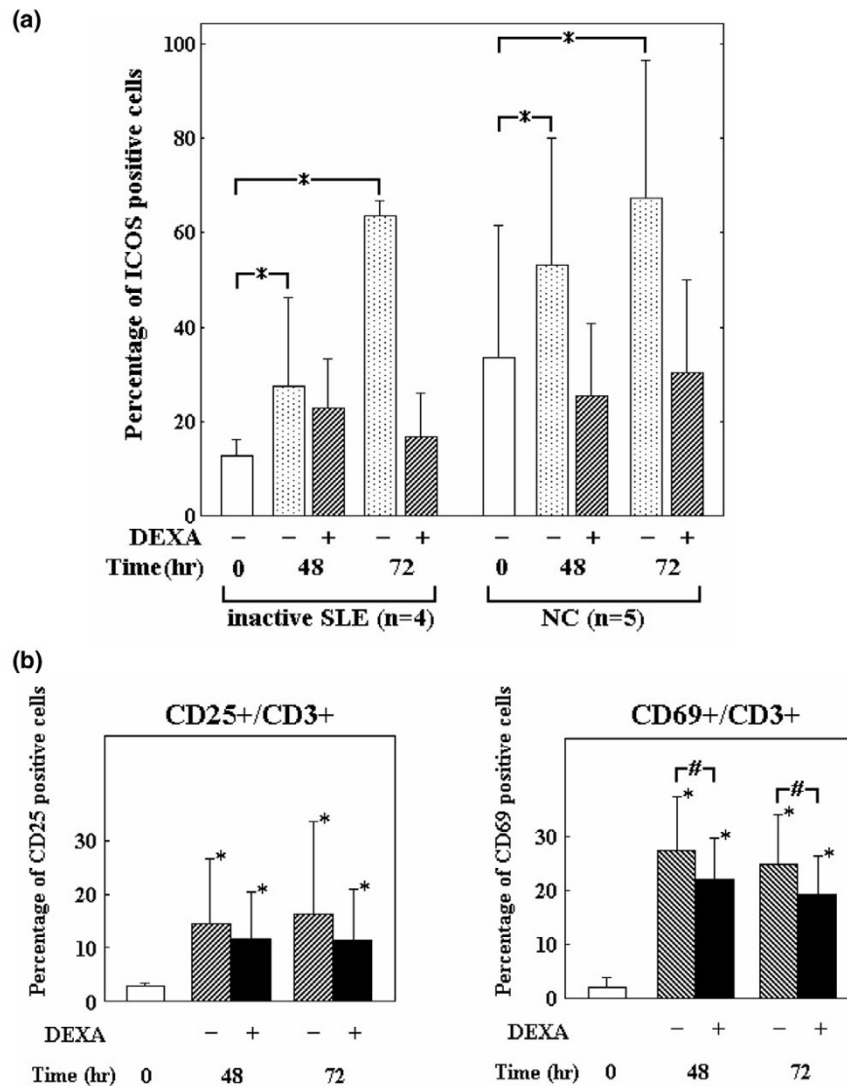 (a)
Percentage of ICOS positive cells
100
80
60
40
20
0
* * * *
DEXA − − + − + − − + − +
Time (hr) 0 48 72 0 48 72
inactive SLE (n=4) NC (n=5)
(b)
CD25+/CD3+
Percentage of CD25 positive cells
30
20
10
0
* * * *
DEXA − + − +
Time (hr) 0 48 72
CD69+/CD3+
Percentage of CD69 positive cells
30
20
10
0
# #
* * * *
DEXA − + − +
Time (hr) 0 48 72